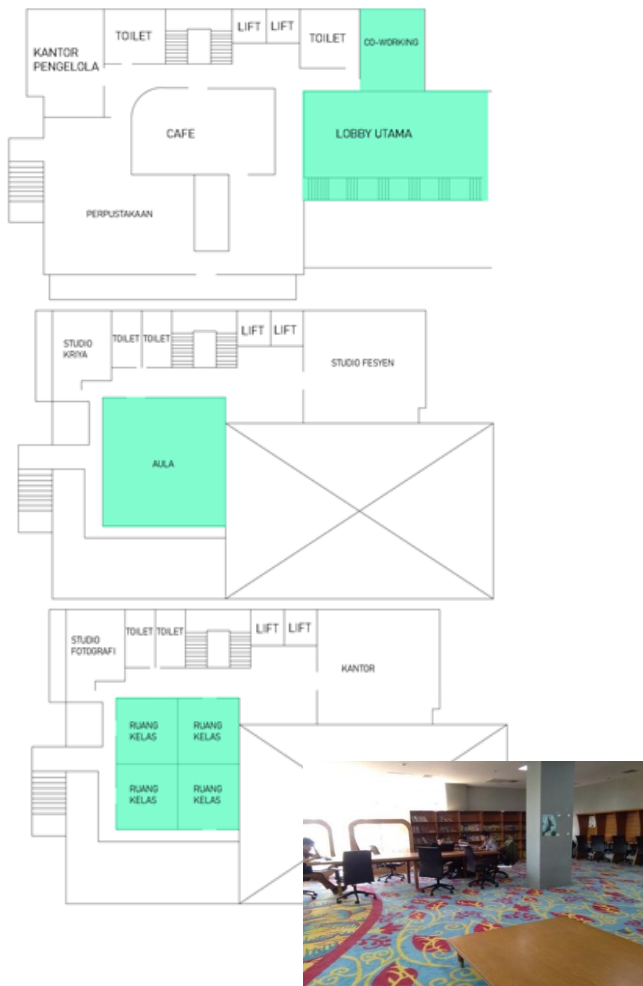 TOILET
LIFT
LIFT
TOILET
CO-WORKING
KANTOR
PENGELOLA
CAFE
LOBBY UTAMA
PERPUSTAKAAN
STUDIO
KRIYA
TOILET
TOILET
LIFT
LIFT
STUDIO FESYEN
AULA
STUDIO
FOTOGRAFI
TOILET
TOILET
LIFT
LIFT
KANTOR
RUANG
KELAS
RUANG
KELAS
RUANG
KELAS
RUANG
KELAS